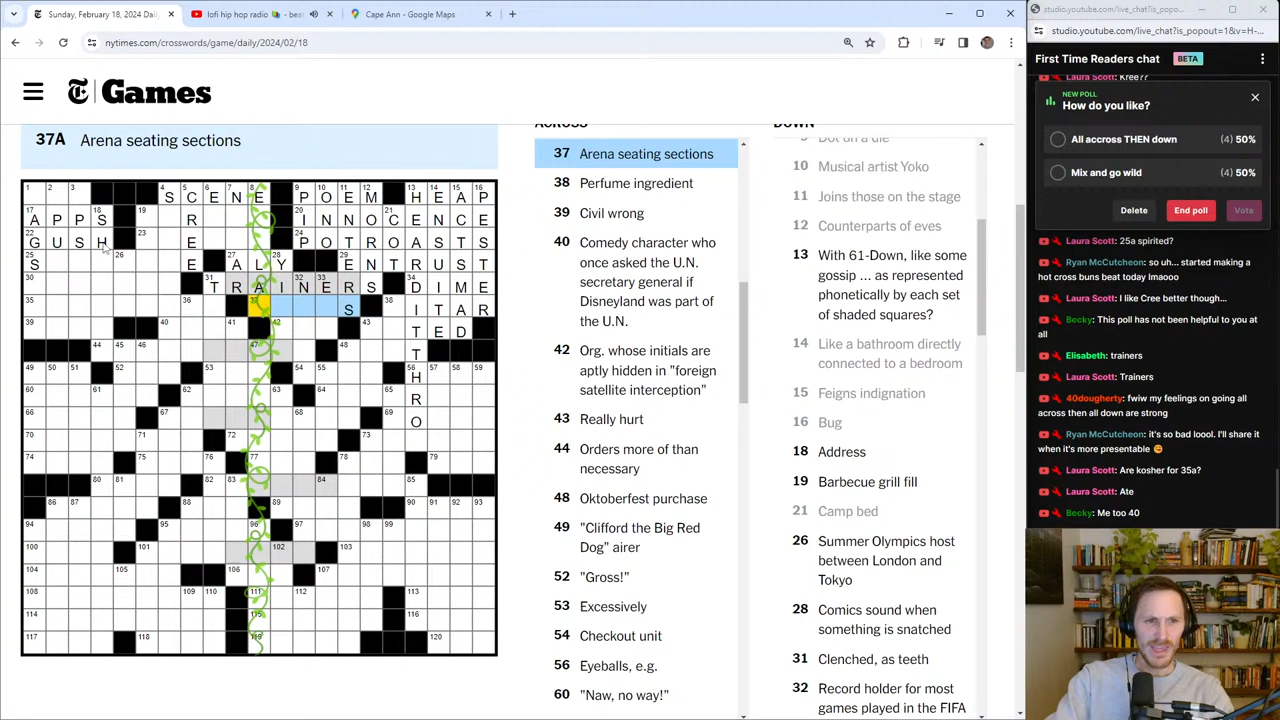 Sunday, February 18, 2024 Daily
lofi hip hop radio 📚 - bea
Cape Ann - Google Maps
nytimes.com/crosswords/game/daily/2024/02/18
Games
37A Arena seating sections
ACROSS
37 Arena seating sections
38 Perfume ingredient
39 Civil wrong
40 Comedy character who
once asked the U.N.
secretary general if
Disneyland was part of
the U.N.
42 Org. whose initials are
aptly hidden in "foreign
satellite interception"
43 Really hurt
44 Orders more of than
necessary
48 Oktoberfest purchase
49 "Clifford the Big Red
Dog" airer
52 "Gross!"
53 Excessively
54 Checkout unit
56 Eyeballs, e.g.
60 "Naw, no way!"
DOWN
9 Dot on a die
10 Musical artist Yoko
11 Joins those on the stage
12 Counterparts of eves
13 With 61-Down, like some
gossip ... as represented
phonetically by each set
of shaded squares?
14 Like a bathroom directly
connected to a bedroom
15 Feigns indignation
16 Bug
18 Address
19 Barbecue grill fill
21 Camp bed
26 Summer Olympics host
between London and
Tokyo
28 Comics sound when
something is snatched
31 Clenched, as teeth
32 Record holder for most
games played in the FIFA
studio.youtube.com/live_chat?is_popo...
studio.youtube.com/live_chat?is_popout=1&v=H-...
First Time Readers chat BETA
Laura Scott: Kree??
NEW POLL
How do you like?
All accross THEN down (4) 50%
Mix and go wild (4) 50%
Delete End poll Vote
Laura Scott: 25a spirited?
Ryan McCutcheon: so uh... started making a
hot cross buns beat today lmaooo
Laura Scott: I like Cree better though...
Becky: This poll has not been helpful to you at
all
Elisabeth: trainers
Laura Scott: Trainers
40dougherty: fwiw my feelings on going all
across then all down are strong
Ryan McCutcheon: it's so bad loool. I'll share it
when it's more presentable
Laura Scott: Are kosher for 35a?
Laura Scott: Ate
Becky: Me too 40